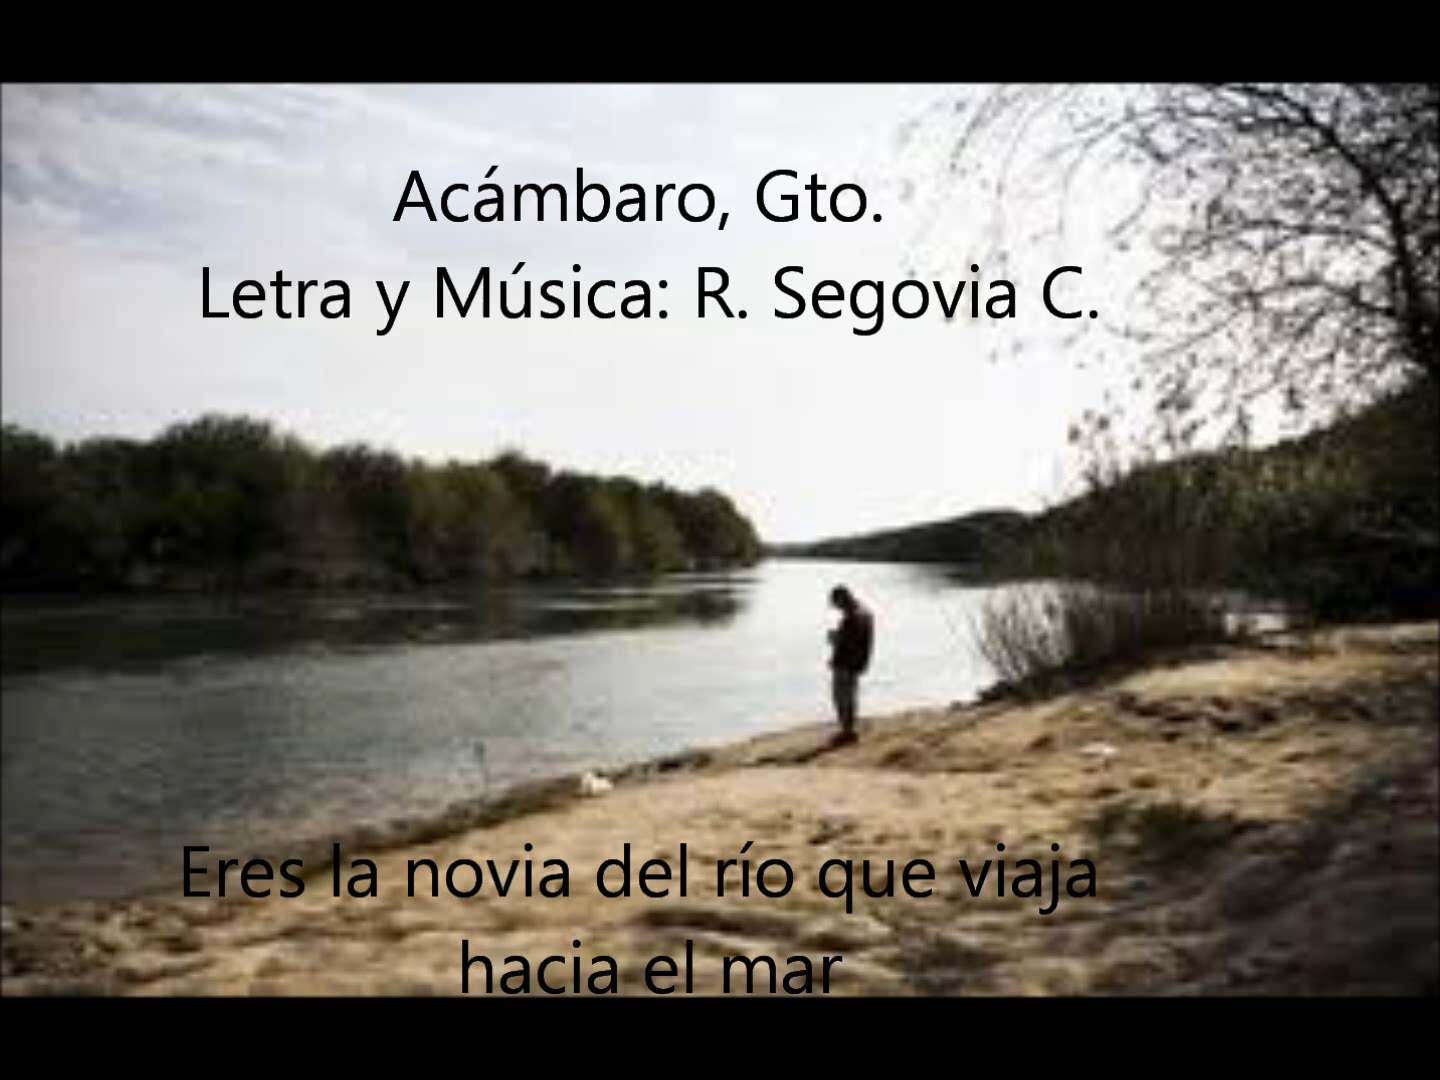 Acámbaro, Gto.
Letra y Música: R. Segovia C.
Eres la novia del río que viaja
hacia el mar